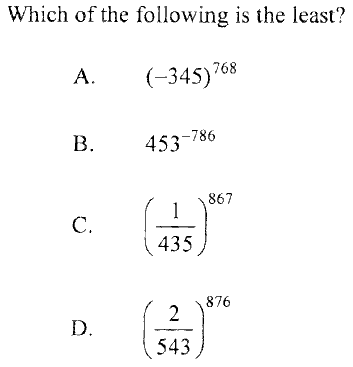 Which of the following is the least?
A. (−345)^768
B. 453^−786
C. (1/435)^867
D. (2/543)^876